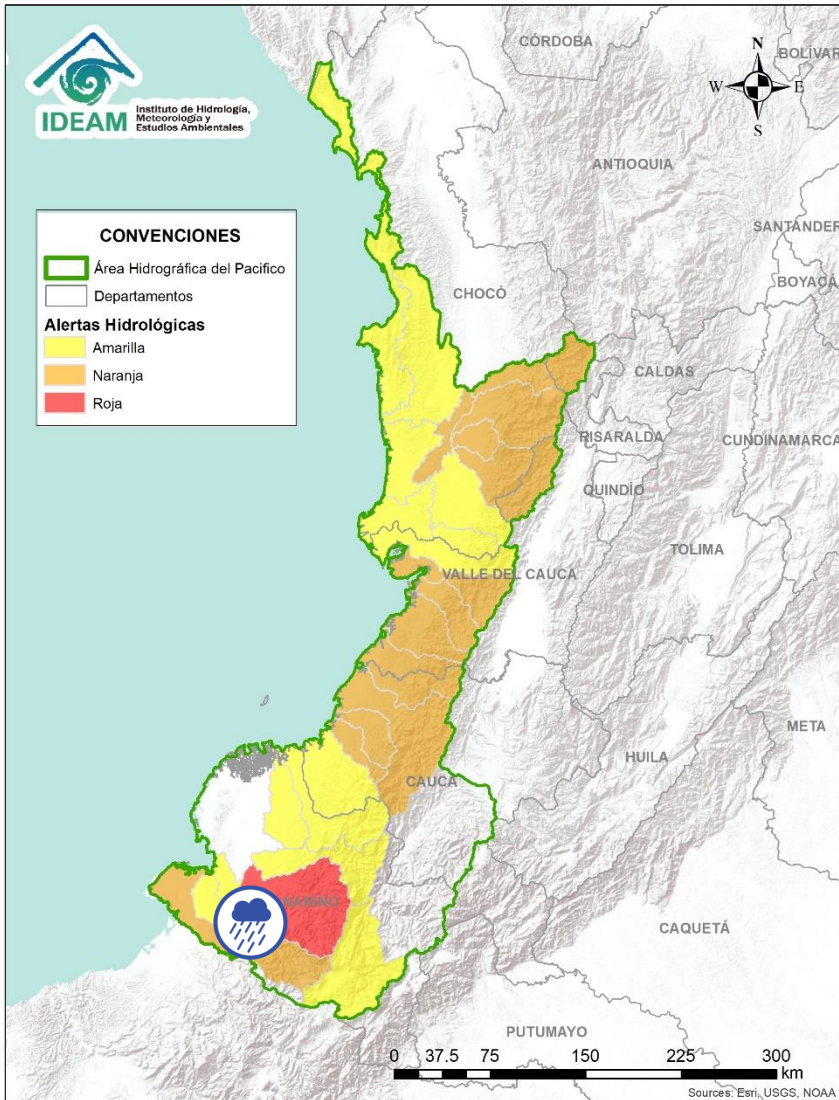 IDEAM
Instituto de Hidrología,
Meteorología y
Estudios Ambientales
N
W
E
S
CÓRDOBA
BOLÍVAR
ANTIOQUIA
SANTANDER
BOYACÁ
CONVENCIONES
Área Hidrográfica del Pacifico
Departamentos
Alertas Hidrológicas
Amarilla
Naranja
Roja
CHOCÓ
CALDAS
RISARALDA
CUNDINAMARCA
QUINDÍO
TOLIMA
VALLE DEL CAUCA
META
HUILA
CAUCA
NARIÑO
CAQUETÁ
PUTUMAYO
0 37.5 75 150 225 300
km
Sources: Esri, USGS, NOAA